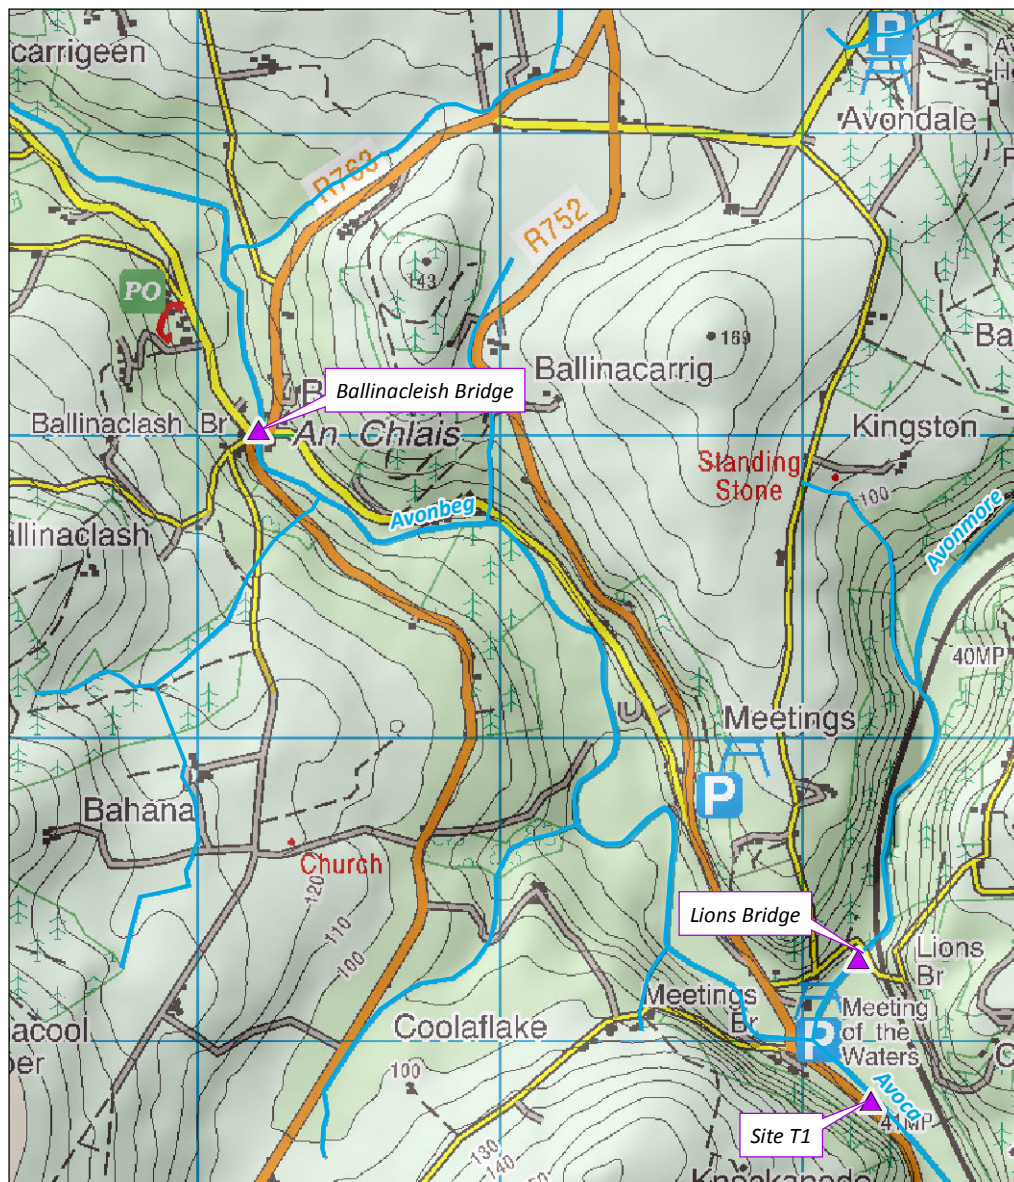 carrigeen
P
Avondale
R752
143
PO
169
Ballinacarrig
Ballinacleish Bridge
Ballinaclash Br
An Chlais
Kingston
Standing
Stone
100
Avonbeg
Avonmore
allinaclash
40MP
Meetings
P
Bahana
Church
120
110
100
Lions Bridge
Lions
Br
Meetings
Br
Meeting
of the
Waters
P
Coolaflake
acool
100
Avoca
41MP
Site T1
130
140